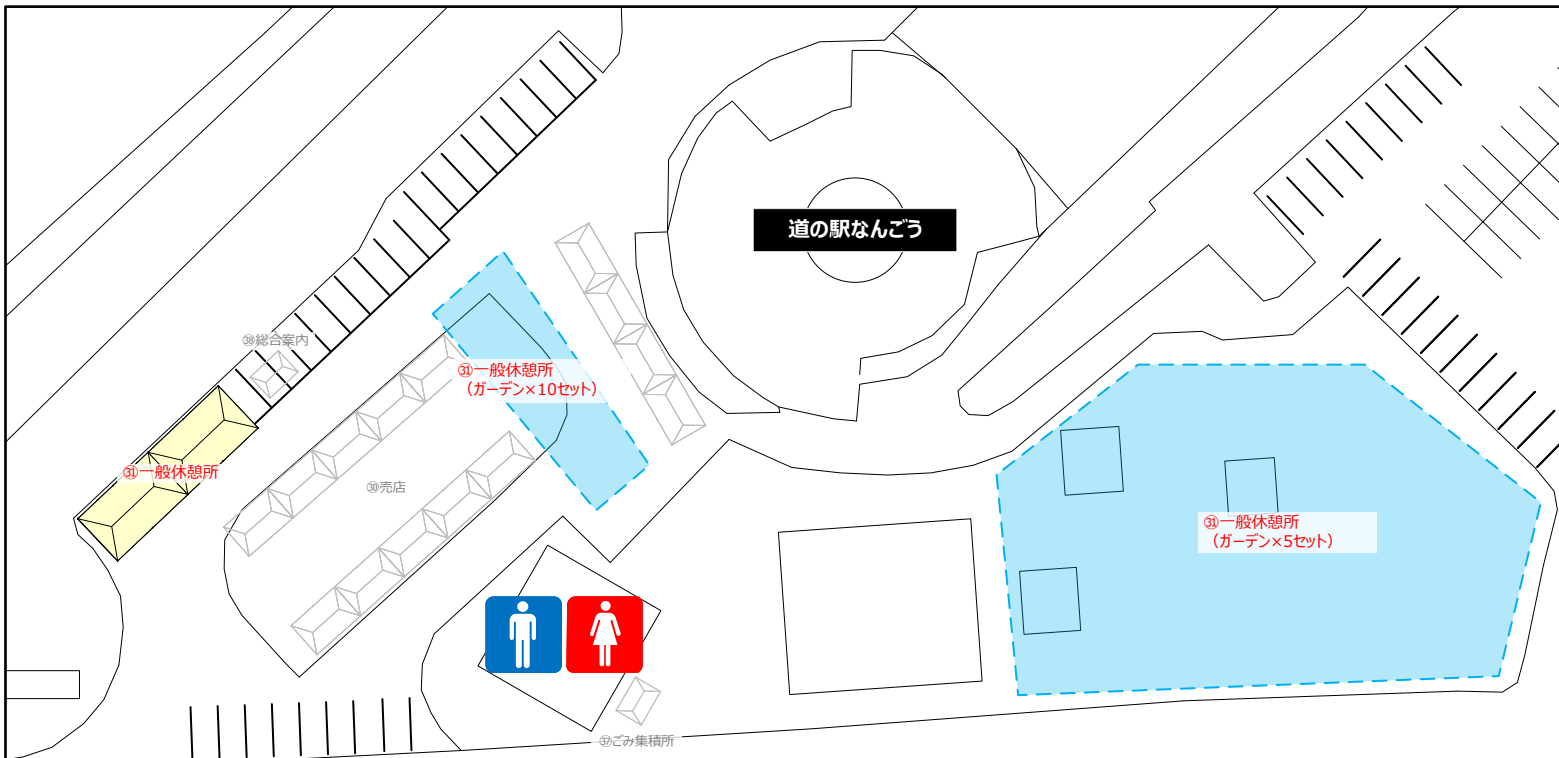 道の駅なんごう
㊳総合案内
㉛一般休憩所
（ガーデン×10セット）
㉛一般休憩所
㉚売店
㉛一般休憩所
（ガーデン×5セット）
㊲ごみ集積所